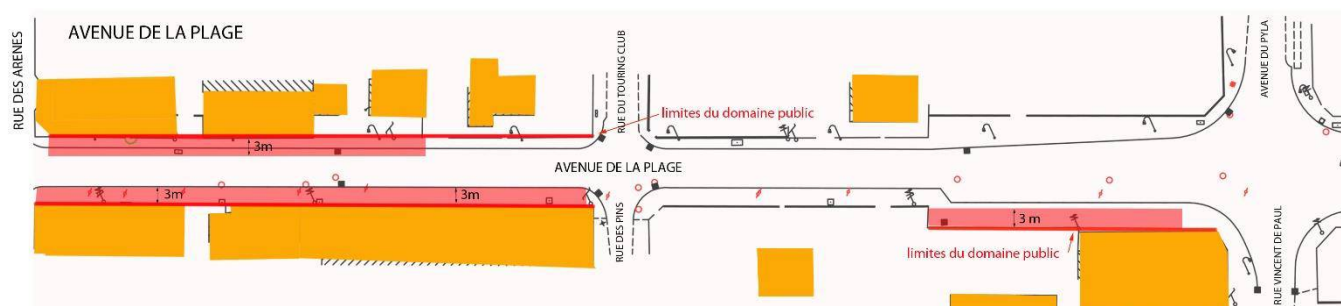 AVENUE DE LA PLAGE
RUE DES ARENES
RUE DU TOURING CLUB
AVENUE DU PYLA
limites du domaine public
3m
AVENUE DE LA PLAGE
3m
3m
RUE DES PINS
3 m
limites du domaine public
RUE VINCENT DE PAUL